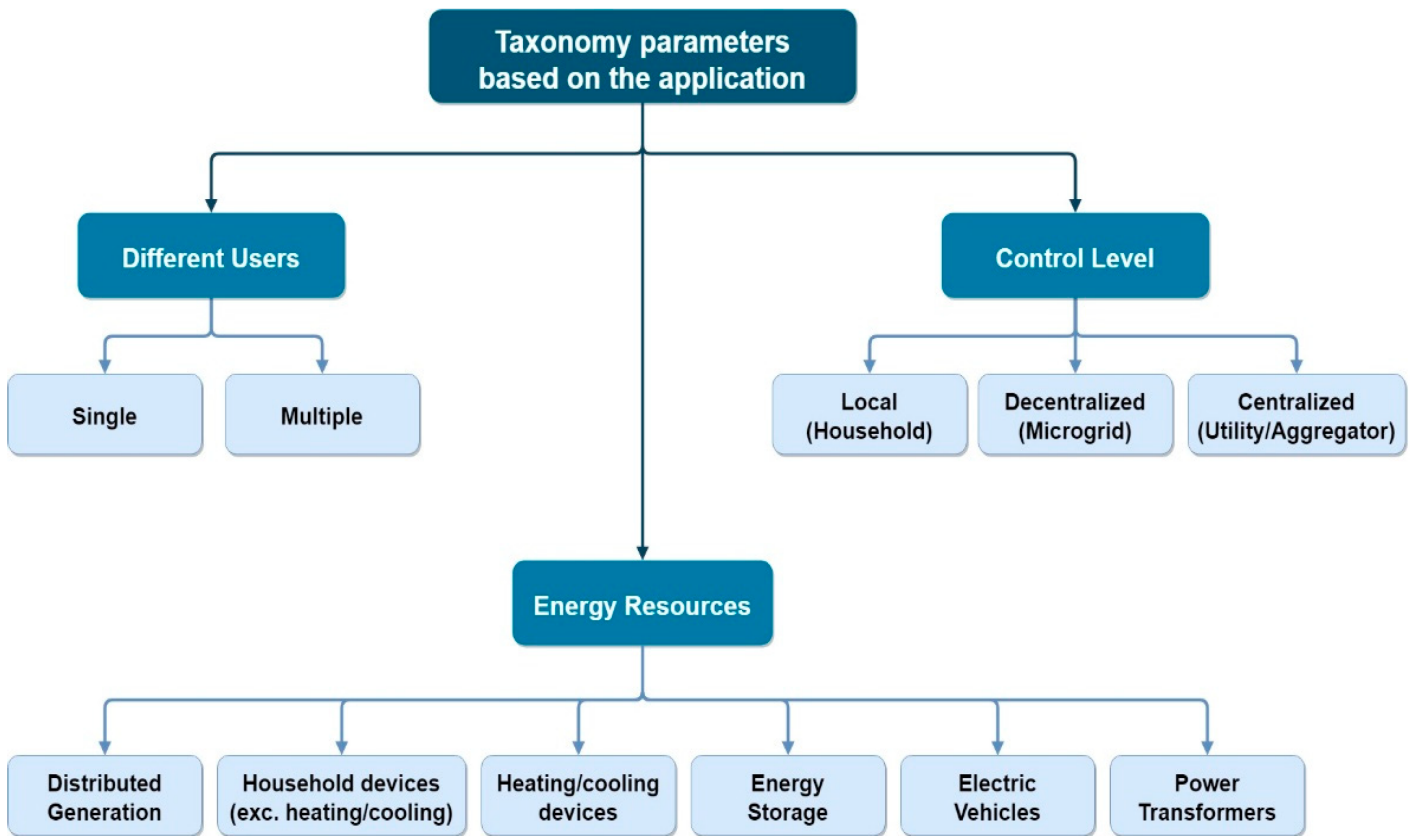 Taxonomy parameters
based on the application
Different Users
Control Level
Single
Multiple
Local
(Household)
Decentralized
(Microgrid)
Centralized
(Utility/Aggregator)
Energy Resources
Distributed
Generation
Household devices
(exc. heating/cooling)
Heating/cooling
devices
Energy
Storage
Electric
Vehicles
Power
Transformers